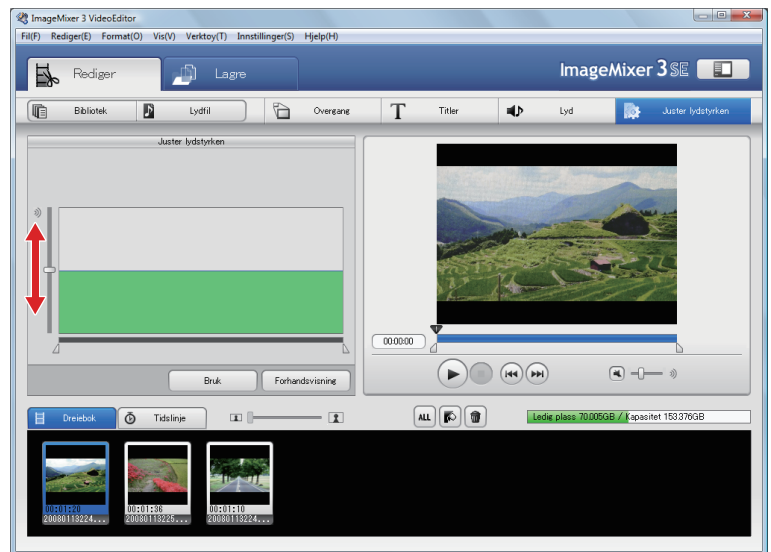 ImageMixer 3 VideoEditor
Fil(F) Rediger(E) Format(O) Vis(V) Verktoy(T) Innstillinger(S) Hjelp(H)
Rediger Lagre ImageMixer 3 SE
Bibliotek Lydfil Overgang T Titler Lyd Juster lydstyrken
Juster lydstyrken
00:00:00
Bruk Forhandsvisning
Dreiebok Tidslinje ALL Ledig plass 70.005GB / Kapasitet 153.376GB
00:01:20 00:01:36 00:01:10
20080113224... 20080113225... 20080113224...